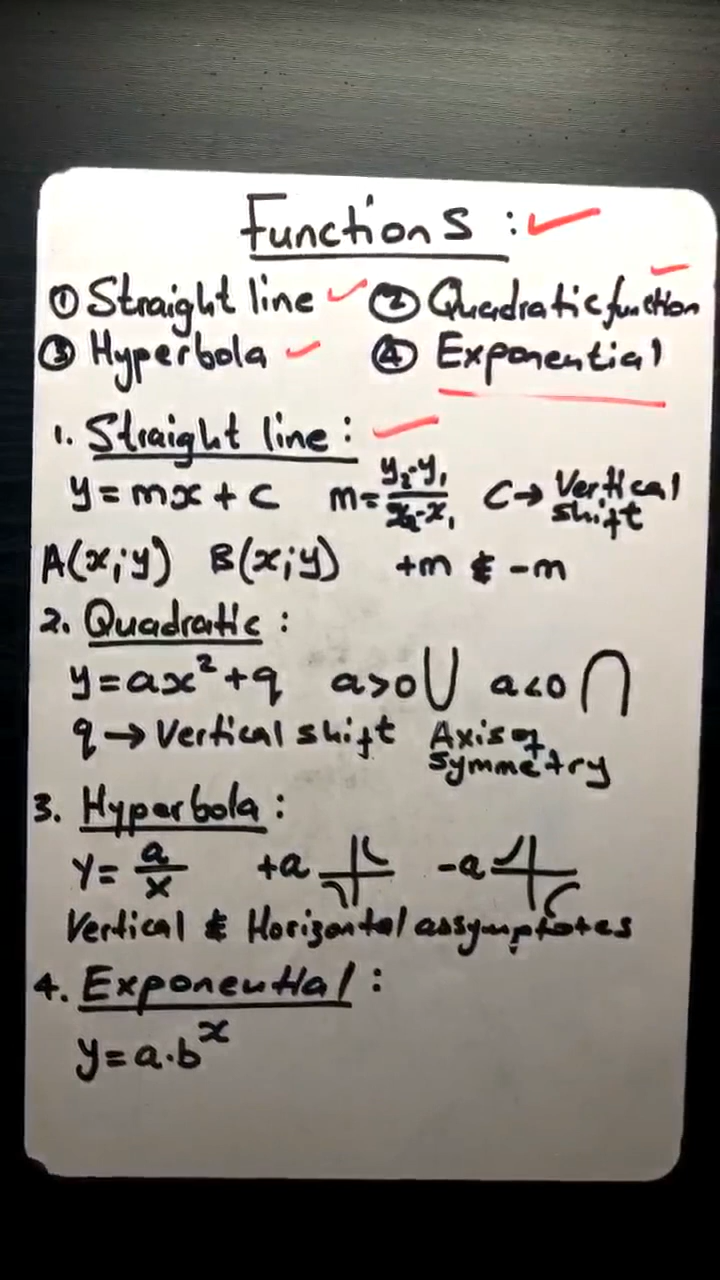 Functions :
① Straight line ② Quadratic function
③ Hyperbola ④ Exponential
1. Straight line :
y = mx + c m = y₂-y₁/x₂-x₁ C → Vertical shift
A(x;y) B(x;y) +m & -m
2. Quadratic :
y = ax² + q a>0 a<0
q → Vertical shift Axis of symmetry
3. Hyperbola :
y = a/x +a -a
Vertical & Horizontal assymptotes
4. Exponential :
y = a.b^x